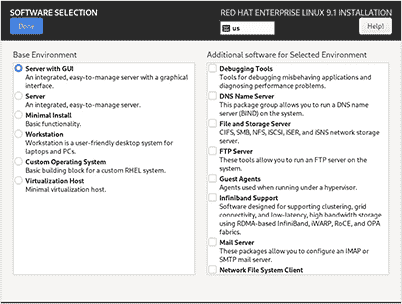 SOFTWARE SELECTION
RED HAT ENTERPRISE LINUX 9.1 INSTALLATION
Done
us
Help!
Base Environment
Server with GUI
An integrated, easy-to-manage server with a graphical
interface.
Server
An integrated, easy-to-manage server.
Minimal Install
Basic functionality.
Workstation
Workstation is a user-friendly desktop system for
laptops and PCs.
Custom Operating System
Basic building block for a custom RHEL system.
Virtualization Host
Minimal virtualization host.
Additional software for Selected Environment
Debugging Tools
Tools for debugging misbehaving applications and
diagnosing performance problems.
DNS Name Server
This package group allows you to run a DNS name
server (BIND) on the system.
File and Storage Server
CIFS, SMB, NFS, iSCSI, iSER, and iSNS network storage
server.
FTP Server
These tools allow you to run an FTP server on the
system.
Guest Agents
Agents used when running under a hypervisor.
Infiniband Support
Software designed for supporting clustering, grid
connectivity, and low-latency, high bandwidth storage
using RDMA-based InfiniBand, iWARP, RoCE, and OPA
fabrics.
Mail Server
These packages allow you to configure an IMAP or
SMTP mail server.
Network File System Client